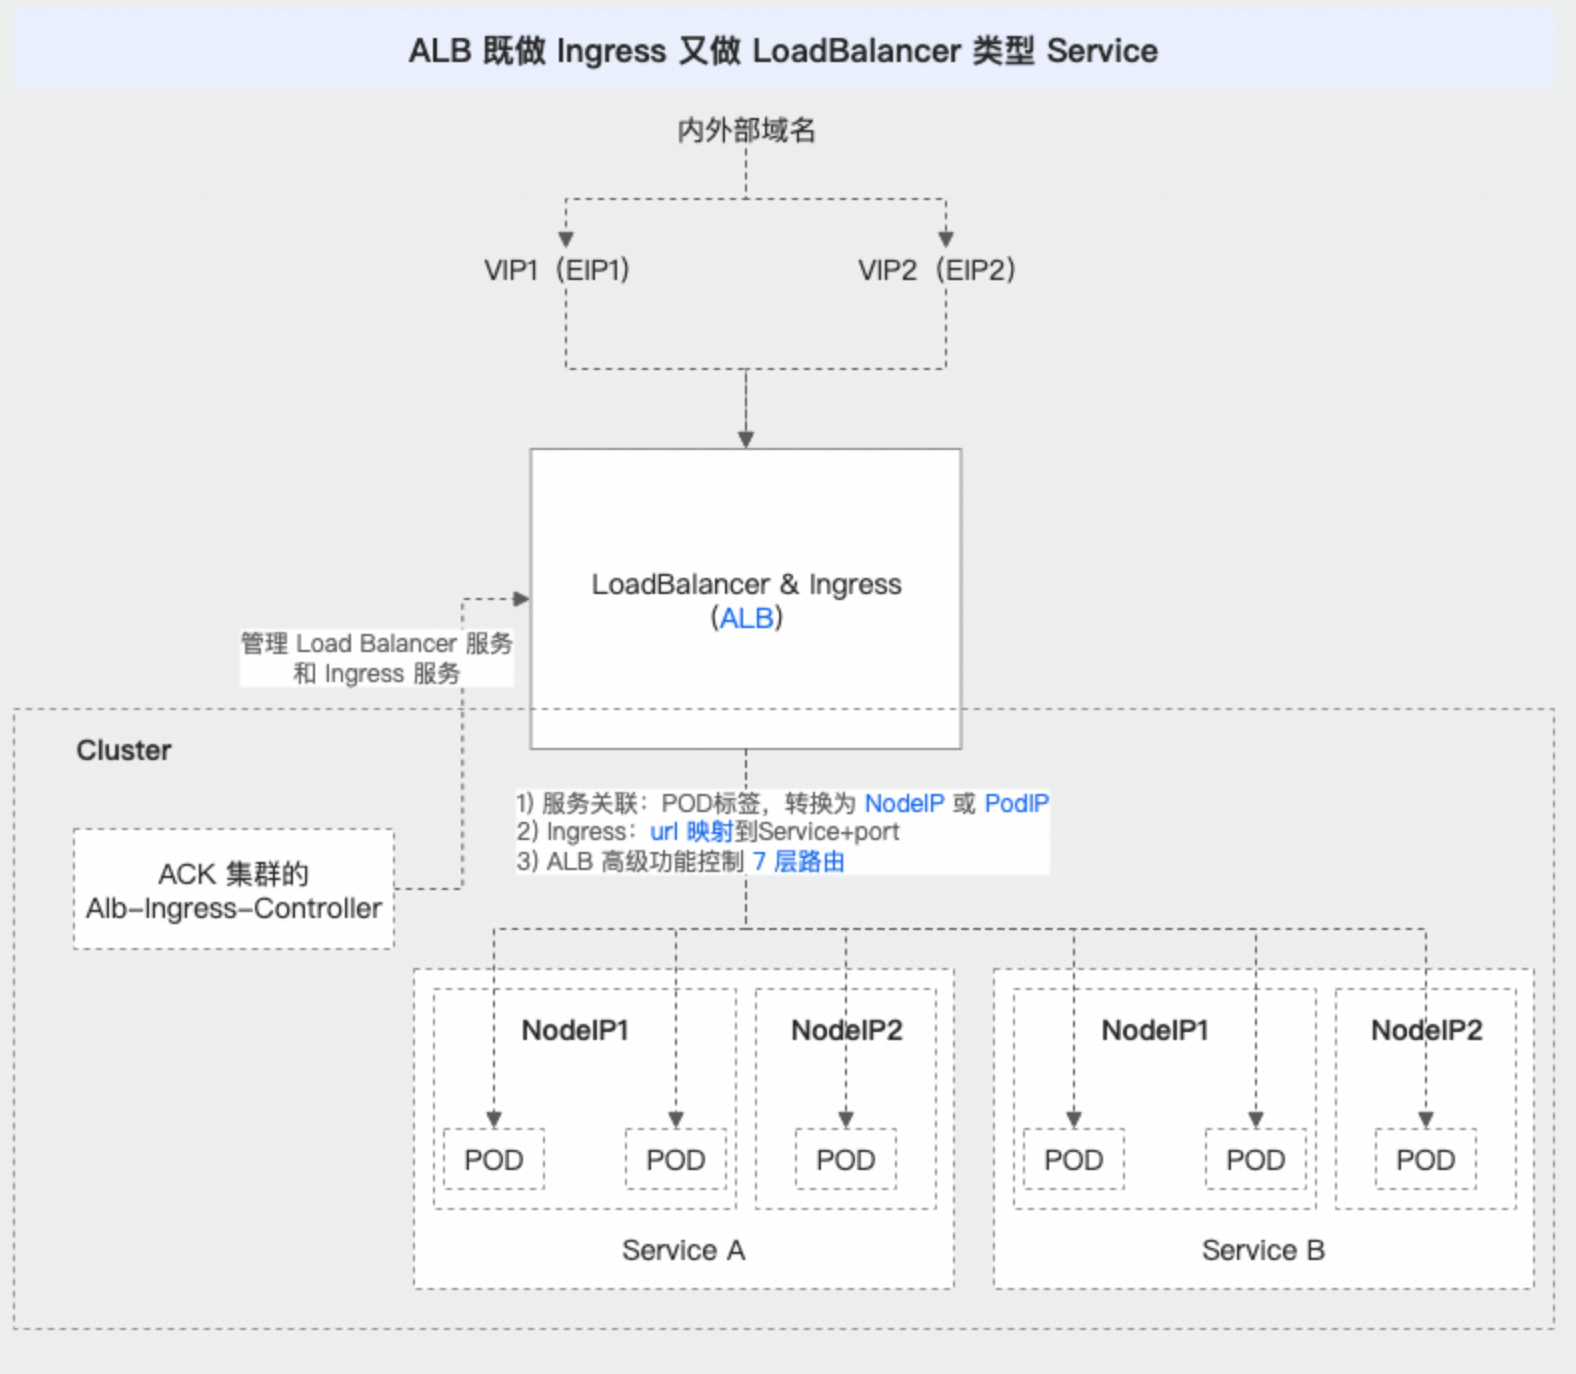 ALB 既做 Ingress 又做 LoadBalancer 类型 Service
内外部域名
VIP1（EIP1）
VIP2（EIP2）
LoadBalancer & Ingress
(ALB)
管理 Load Balancer 服务
和 Ingress 服务
Cluster
1) 服务关联：POD标签，转换为 NodeIP 或 PodIP
2) Ingress：url 映射到Service+port
3) ALB 高级功能控制 7 层路由
ACK 集群的
Alb-Ingress-Controller
NodeIP1
NodeIP2
NodeIP1
NodeIP2
POD
POD
POD
POD
POD
POD
Service A
Service B